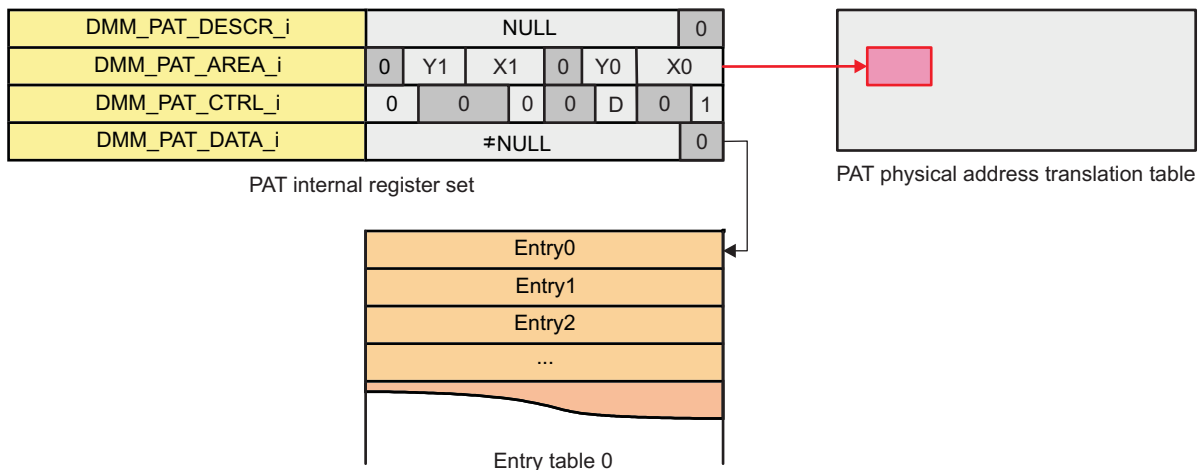 DMM_PAT_DESCR_i NULL 0
DMM_PAT_AREA_i 0 Y1 X1 0 Y0 X0
DMM_PAT_CTRL_i 0 0 0 0 D 0 1
DMM_PAT_DATA_i ≠NULL 0
PAT internal register set
PAT physical address translation table
Entry0
Entry1
Entry2
...
Entry table 0